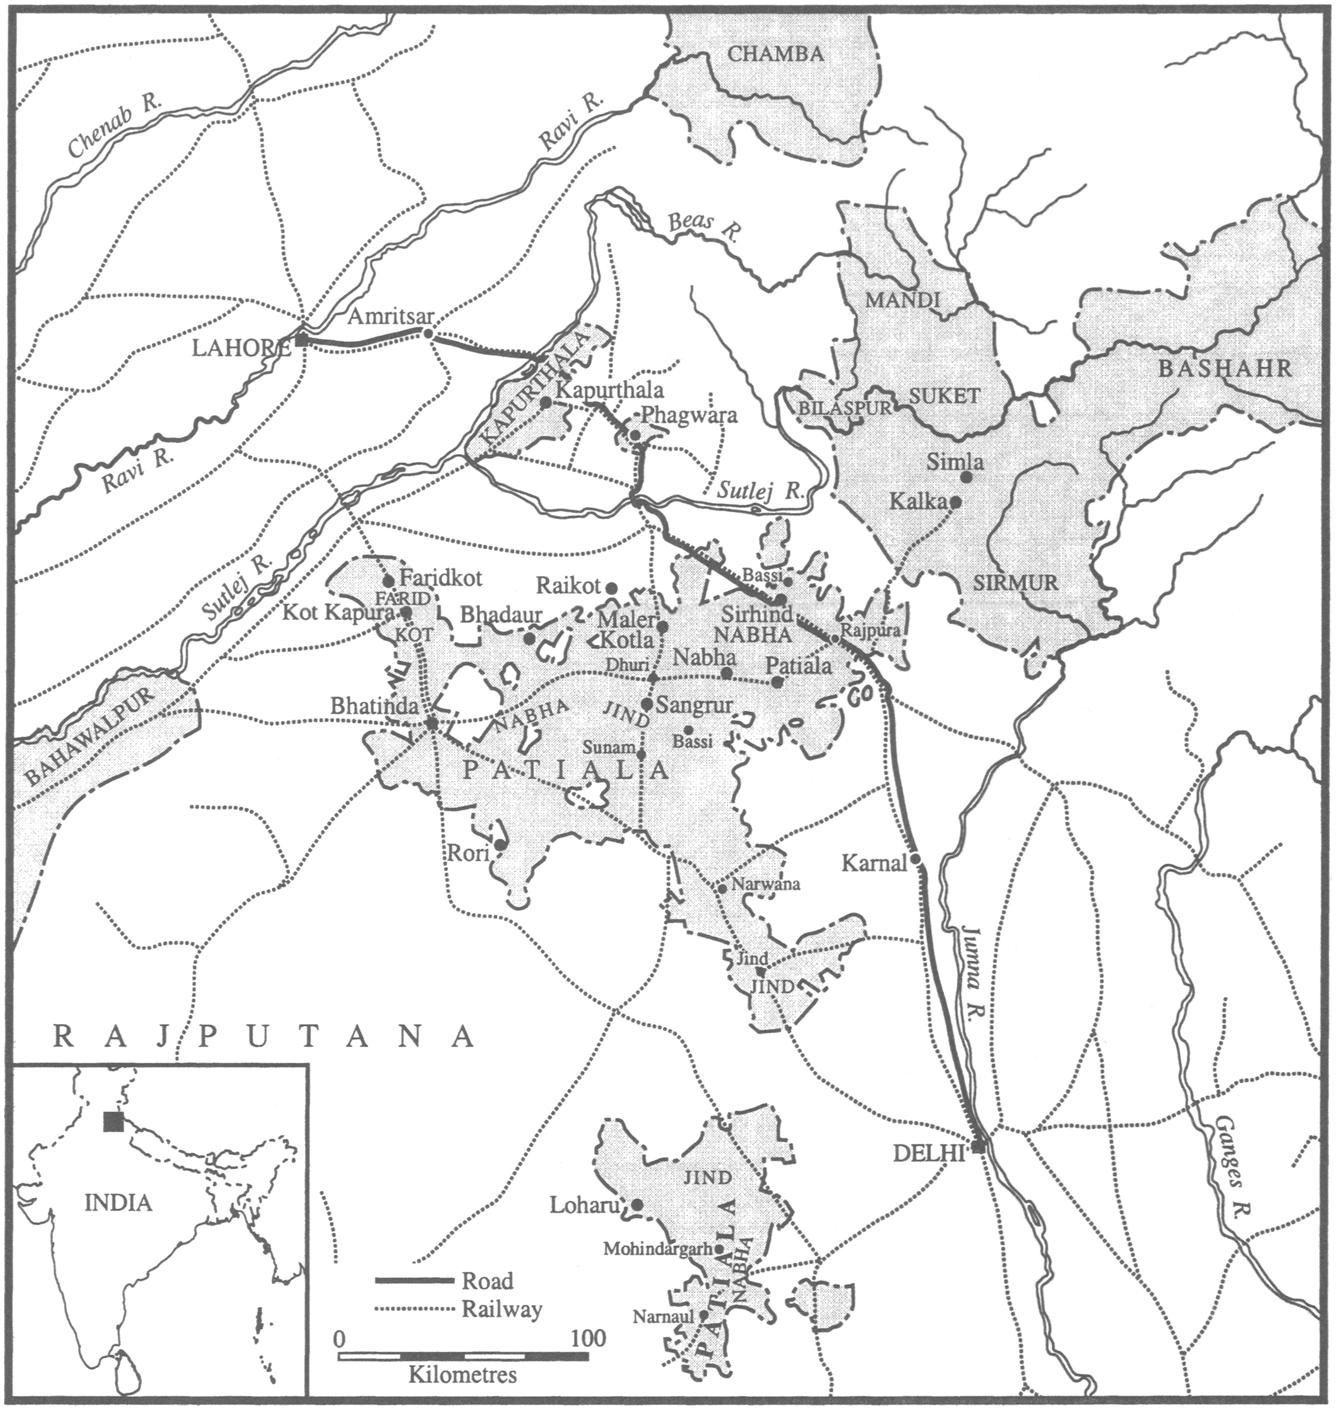 CHAMBA
Chenab R.
Ravi R.
Beas R.
MANDI
Amritsar
LAHORE
KAPURTHALA
BASHAHR
Kapurthala
SUKET
BILASPUR
Phagwara
Ravi R.
Simla
Sutlej R.
Kalka
Sutlej R.
Faridkot
Raikot
Bassi
SIRMUR
FARID
KOT
Kot Kapura
Bhadaur
Maler
Kotla
Sirhind
NABHA
Rajpura
Dhuri
Nabha
Patiala
BAHAWALPUR
Bhatinda
NABHA
JIND
Sangrur
Sunam
Bassi
PATIALA
Rori
Karnal
Narwana
Jumna R.
Jind
JIND
RAJPUTANA
DELHI
Ganges R.
INDIA
JIND
Loharu
Mohindargarh
PATIALA
NABHA
Narnaul
Road
Railway
0 100
Kilometres